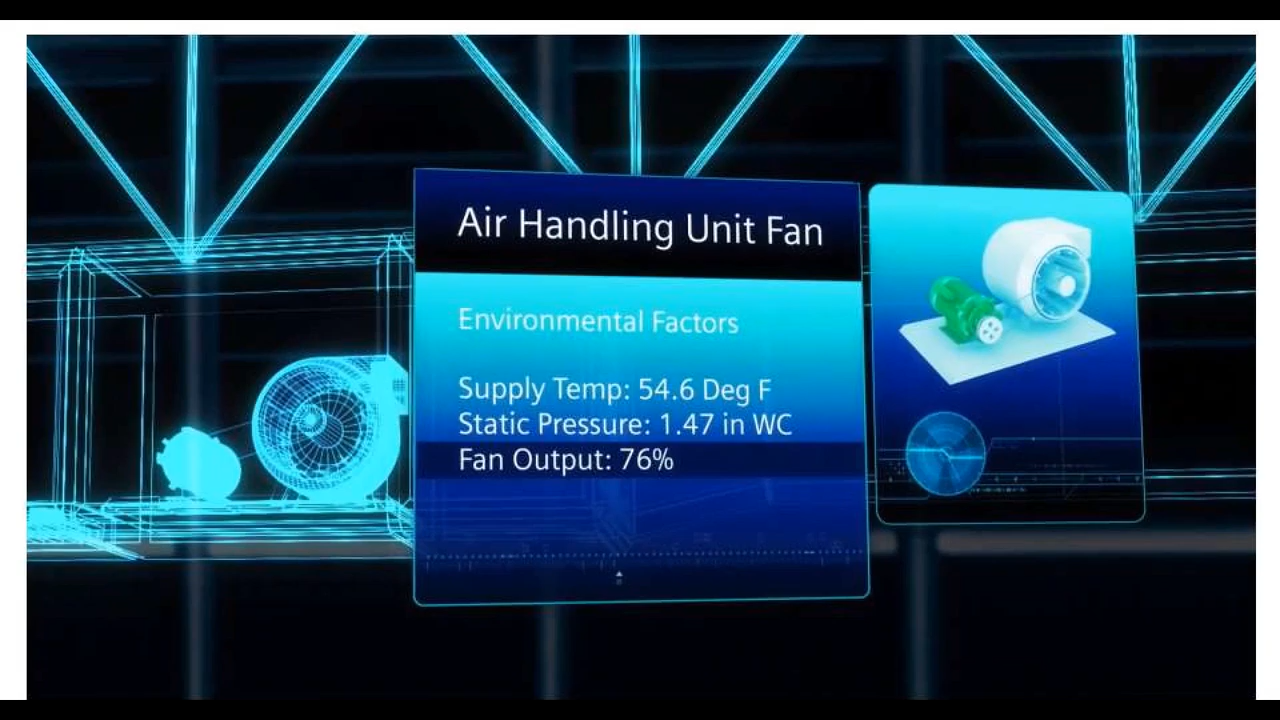 Air Handling Unit Fan
Environmental Factors
Supply Temp: 54.6 Deg F
Static Pressure: 1.47 in WC
Fan Output: 76%